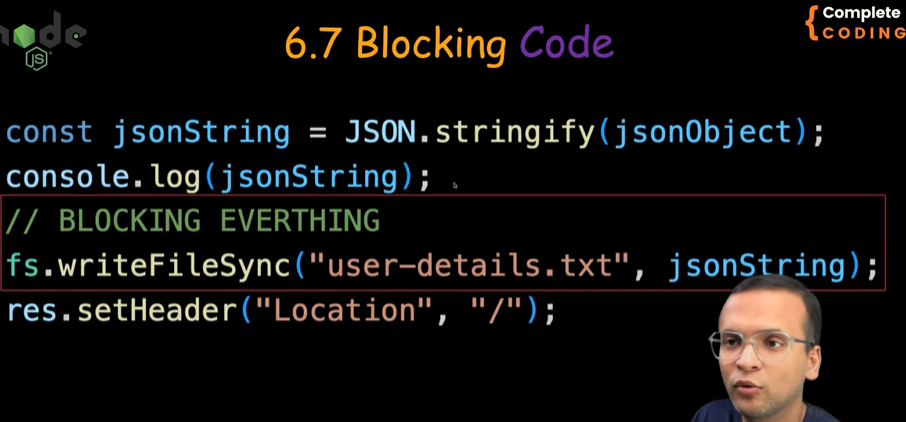 node
JS
Complete
CODING
6.7 Blocking Code
const jsonString = JSON.stringify(jsonObject);
console.log(jsonString);
// BLOCKING EVERTHING
fs.writeFileSync("user-details.txt", jsonString);
res.setHeader("Location", "/");